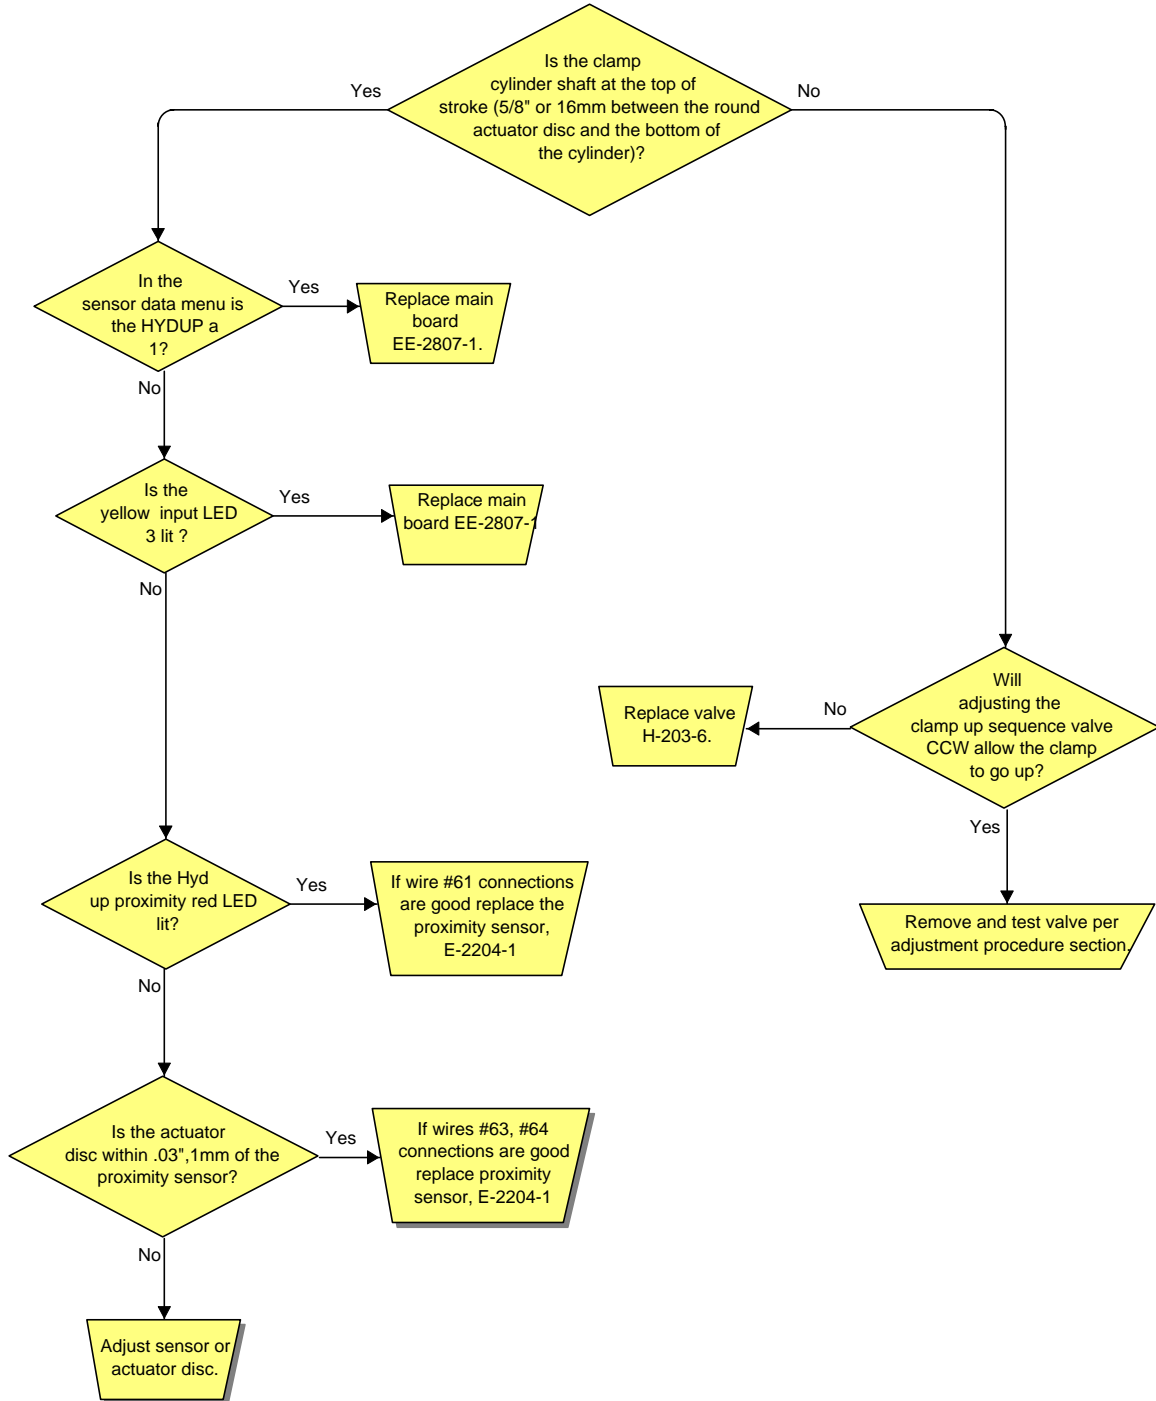 Is the clamp
cylinder shaft at the top of
stroke (5/8" or 16mm between the round
actuator disc and the bottom of
the cylinder)?
Yes
No
In the
sensor data menu is
the HYDUP a
1?
Yes
Replace main
board
EE-2807-1.
No
Is the
yellow  input LED
3 lit ?
Yes
Replace main
board EE-2807-1
No
Will
adjusting the
clamp up sequence valve
CCW allow the clamp
to go up?
No
Replace valve
H-203-6.
Yes
Remove and test valve per
adjustment procedure section.
Is the Hyd
up proximity red LED
lit?
Yes
If wire #61 connections
are good replace the
proximity sensor,
E-2204-1
No
Is the actuator
disc within .03",1mm of the
proximity sensor?
Yes
If wires #63, #64
connections are good
replace proximity
sensor, E-2204-1
No
Adjust sensor or
actuator disc.